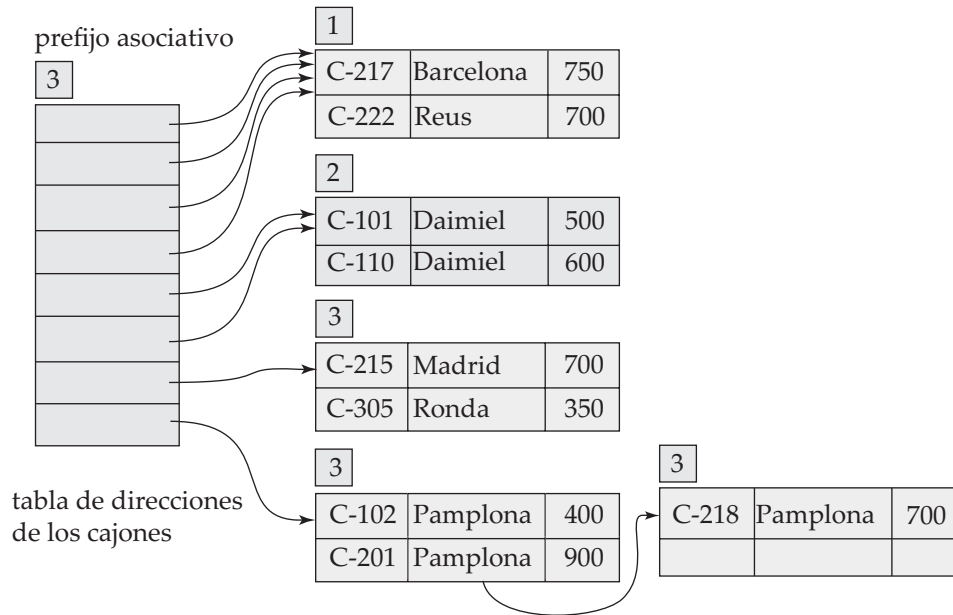 prefijo asociativo
3
1
C-217 Barcelona 750
C-222 Reus 700
2
C-101 Daimiel 500
C-110 Daimiel 600
3
C-215 Madrid 700
C-305 Ronda 350
3
C-102 Pamplona 400
C-201 Pamplona 900
3
C-218 Pamplona 700
tabla de direcciones
de los cajones